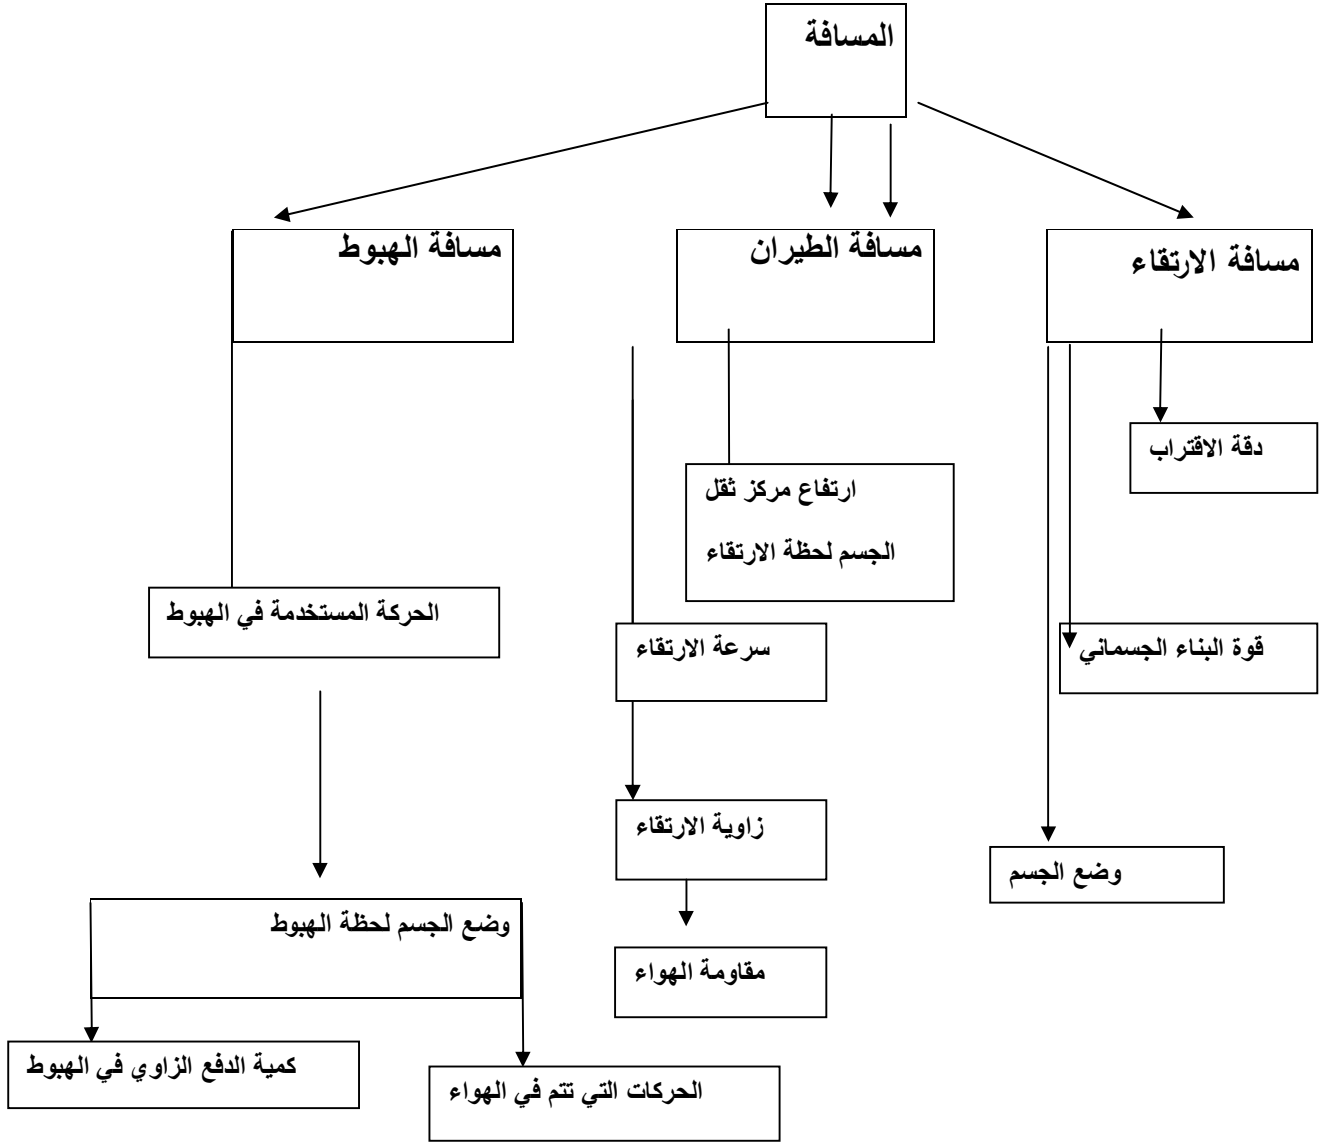 المسافة
مسافة الارتقاء
مسافة الطيران
مسافة الهبوط
دقة الاقتراب
ارتفاع مركز ثقل
الجسم لحظة الارتقاء
الحركة المستخدمة في الهبوط
سرعة الارتقاء
قوة البناء الجسماني
زاوية الارتقاء
وضع الجسم
وضع الجسم لحظة الهبوط
مقاومة الهواء
كمية الدفع الزاوي في الهبوط
الحركات التي تتم في الهواء